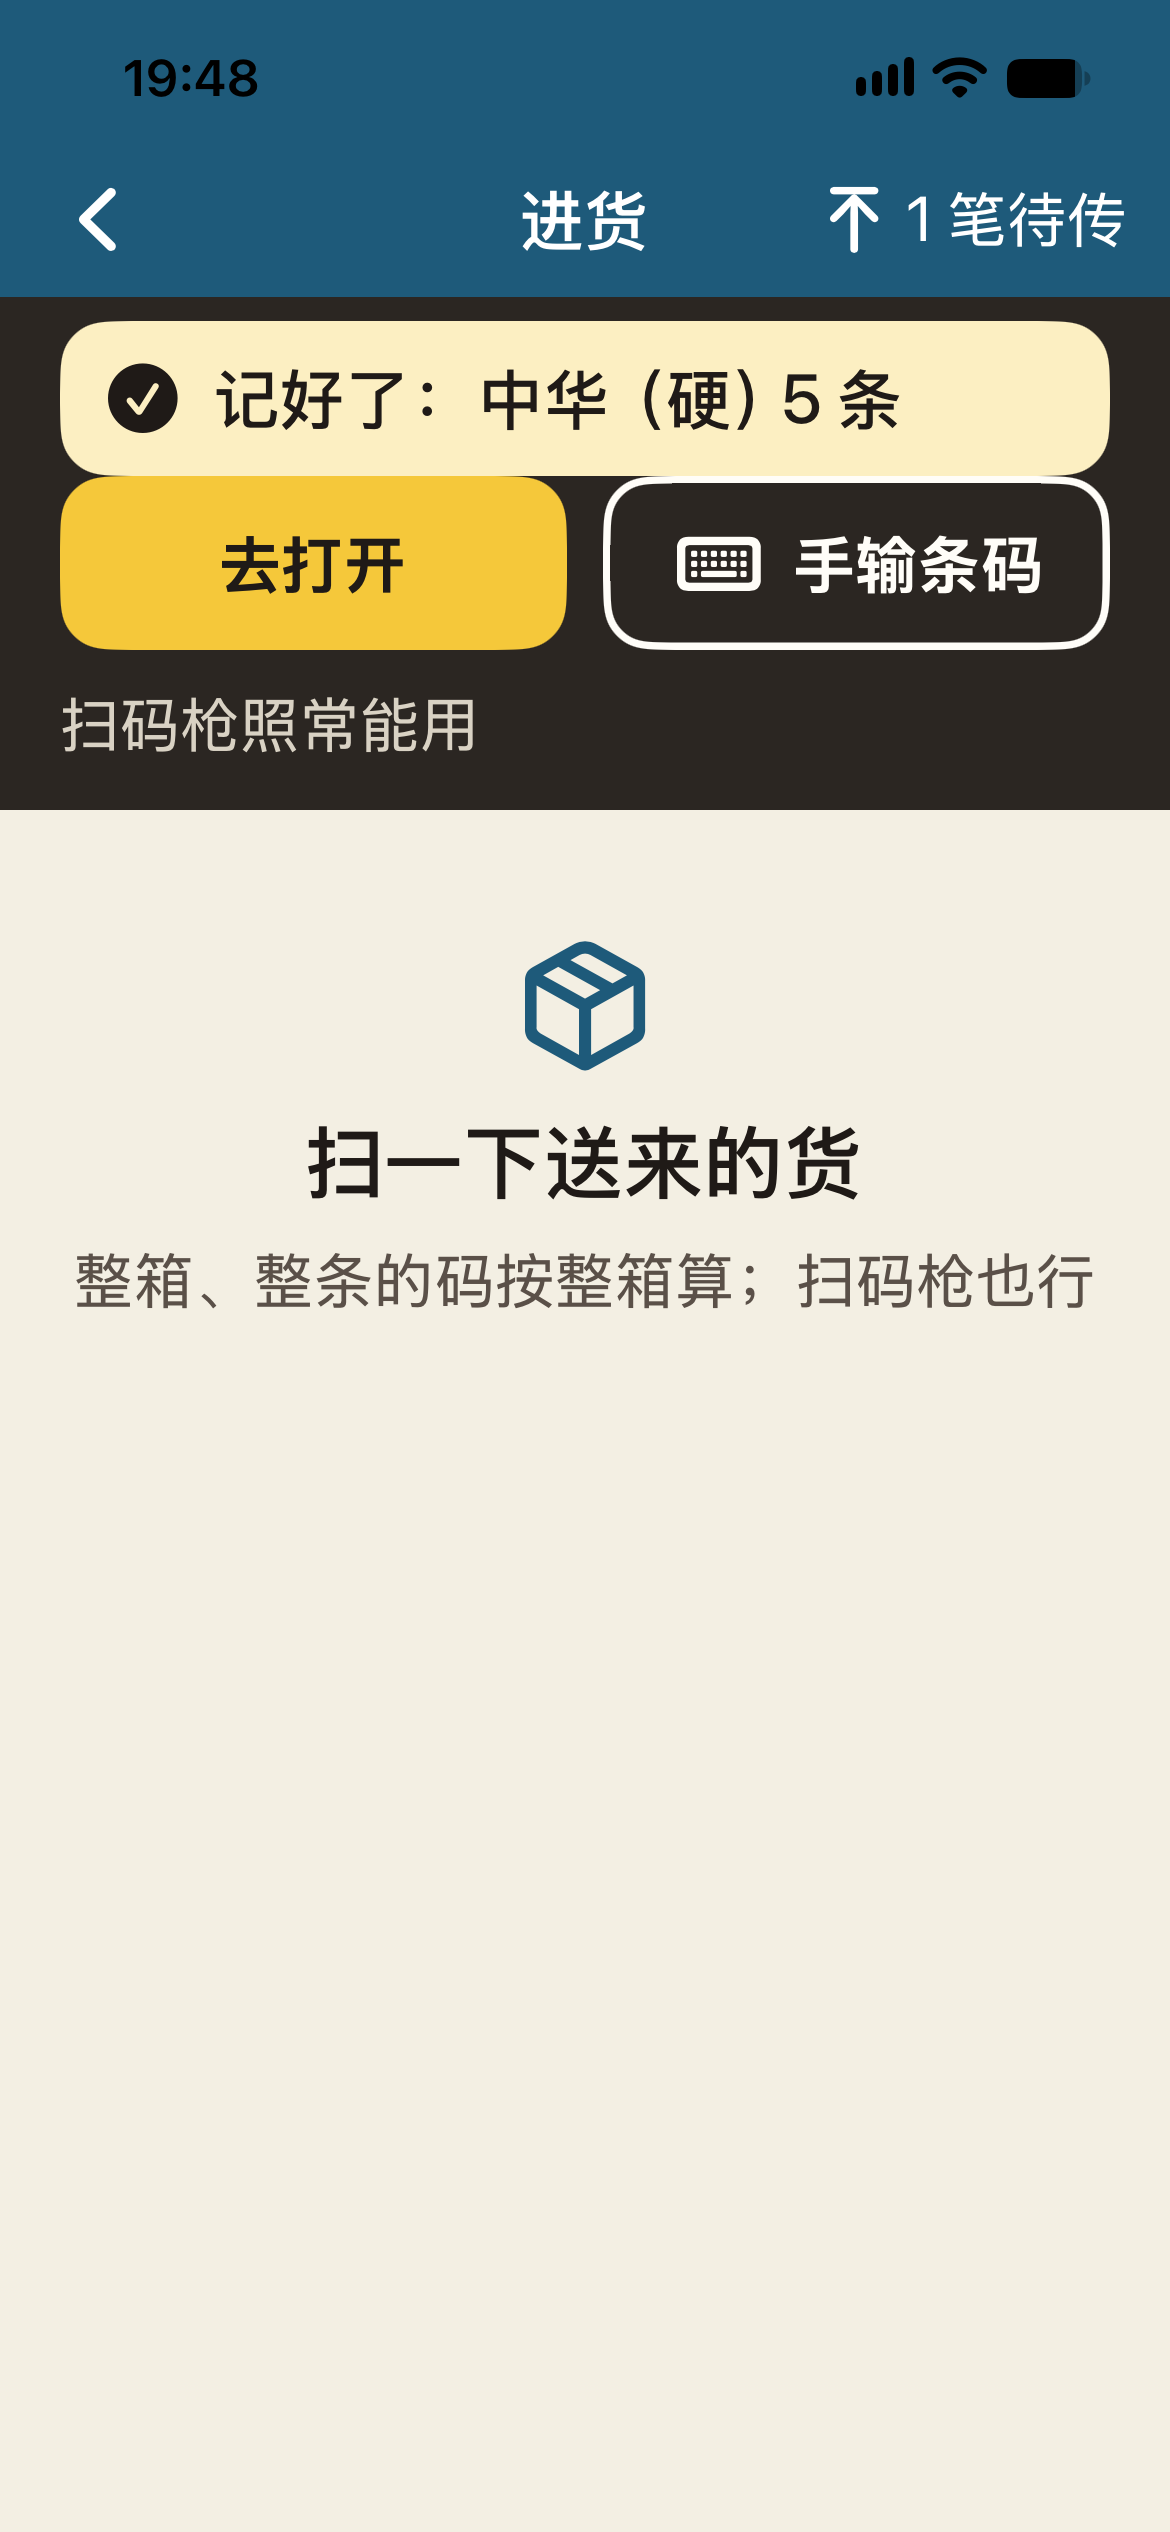 19:48
进货
1 笔待传
记好了：中华（硬）5 条
去打开
手输条码
扫码枪照常能用
扫一下送来的货
整箱、整条的码按整箱算；扫码枪也行